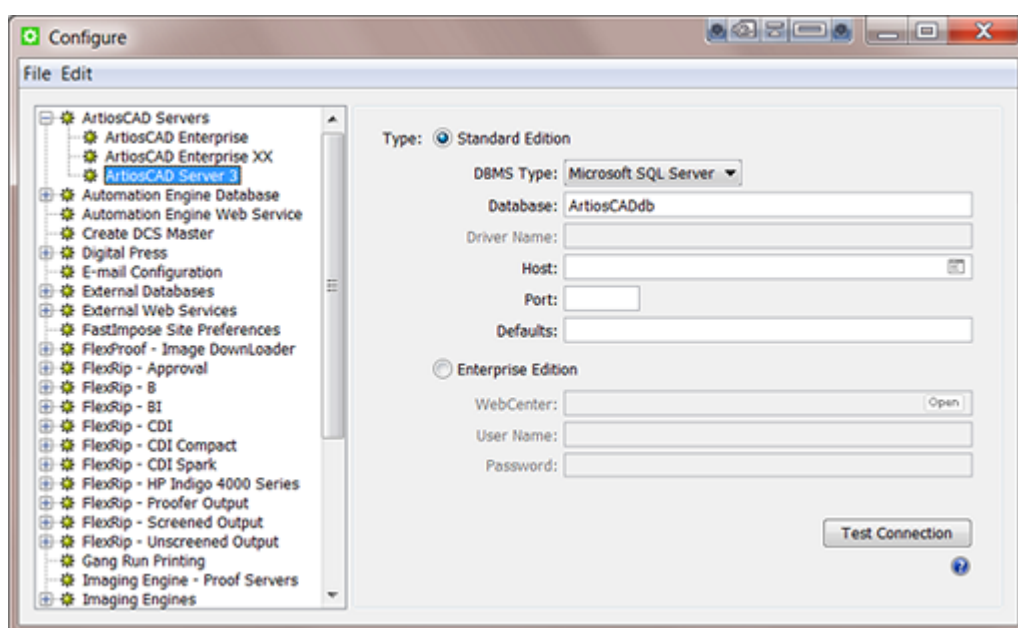 Configure
File Edit
ArtiosCAD Servers
ArtiosCAD Enterprise
ArtiosCAD Enterprise XX
ArtiosCAD Server 3
Automation Engine Database
Automation Engine Web Service
Create DCS Master
Digital Press
E-mail Configuration
External Databases
External Web Services
FastImpose Site Preferences
FlexProof - Image DownLoader
FlexRip - Approval
FlexRip - B
FlexRip - BI
FlexRip - CDI
FlexRip - CDI Compact
FlexRip - CDI Spark
FlexRip - HP Indigo 4000 Series
FlexRip - Proofer Output
FlexRip - Screened Output
FlexRip - Unscreened Output
Gang Run Printing
Imaging Engine - Proof Servers
Imaging Engines
Type: Standard Edition
DBMS Type: Microsoft SQL Server
Database: ArtiosCADdb
Driver Name:
Host:
Port:
Defaults:
Enterprise Edition
WebCenter: Open
User Name:
Password:
Test Connection